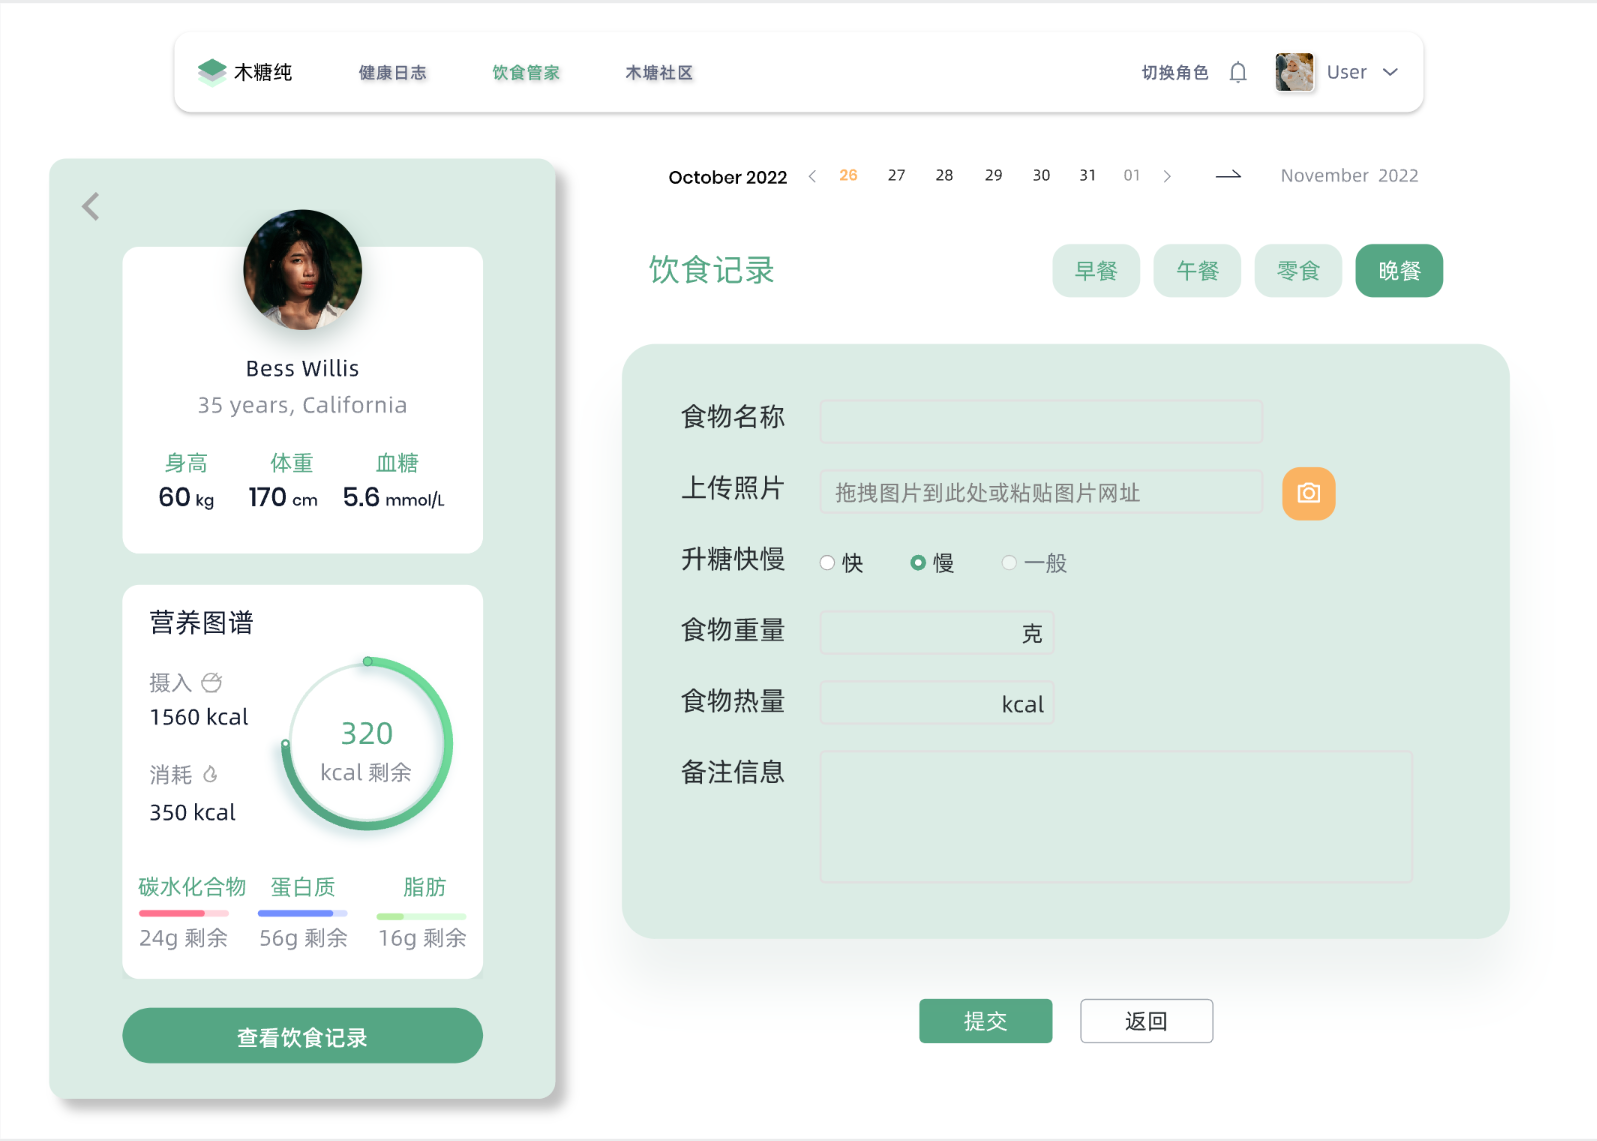 木糖纯 健康日志 饮食管家 木塘社区 切换角色 User
October 2022 26 27 28 29 30 31 01 November 2022
Bess Willis
35 years, California
身高 体重 血糖
60 kg 170 cm 5.6 mmol/L
营养图谱
摄入
1560 kcal
消耗
350 kcal
320
kcal 剩余
碳水化合物 蛋白质 脂肪
24g 剩余 56g 剩余 16g 剩余
查看饮食记录
饮食记录 早餐 午餐 零食 晚餐
食物名称
上传照片 拖拽图片到此处或粘贴图片网址
升糖快慢 快 慢 一般
食物重量 克
食物热量 kcal
备注信息
提交 返回